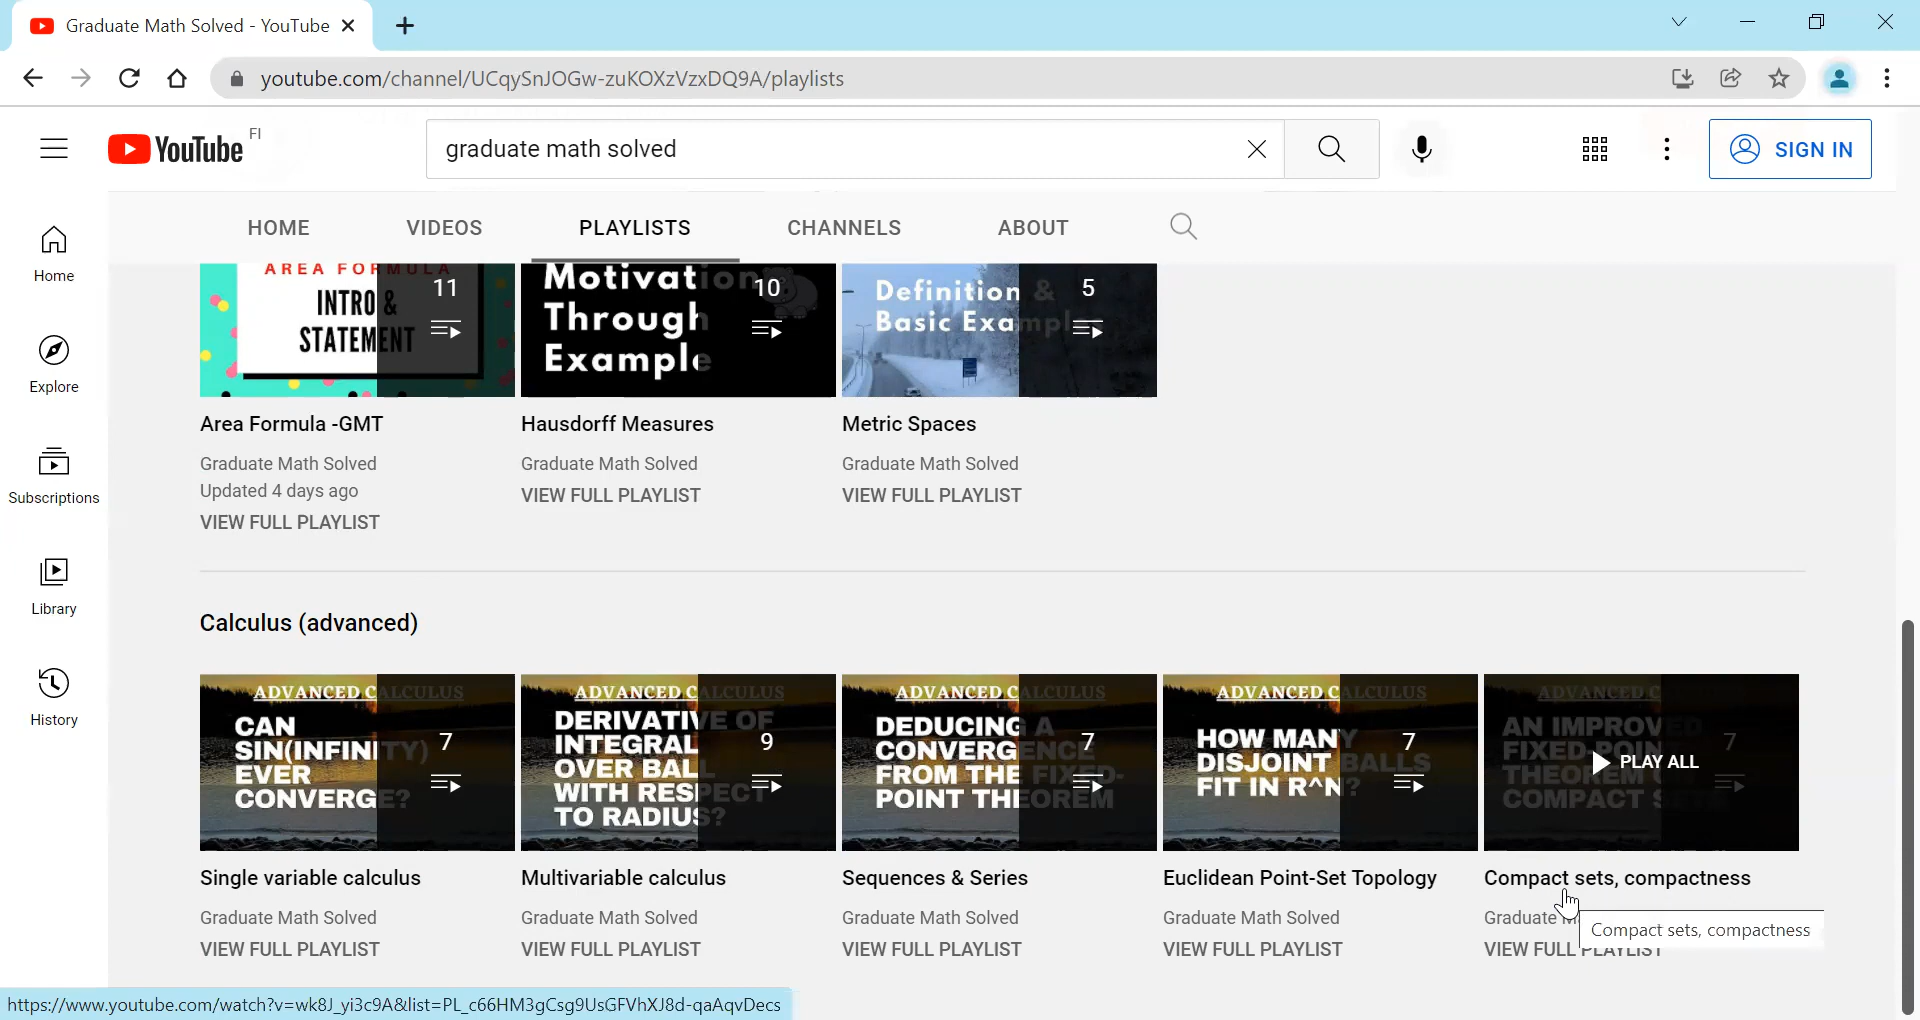 Graduate Math Solved - YouTube
youtube.com/channel/UCqySnJOGw-zuKOXzVzxDQ9A/playlists
YouTube FI
graduate math solved
SIGN IN
HOME VIDEOS PLAYLISTS CHANNELS ABOUT
Home
Explore
Subscriptions
Library
History
AREA FORMULA
INTRO &
STATEMENT
11
Motivation
Through
Example
10
Definition &
Basic Examples
5
Area Formula -GMT
Graduate Math Solved
Updated 4 days ago
VIEW FULL PLAYLIST
Hausdorff Measures
Graduate Math Solved
VIEW FULL PLAYLIST
Metric Spaces
Graduate Math Solved
VIEW FULL PLAYLIST
Calculus (advanced)
ADVANCED CALCULUS
CAN
SIN(INFINITY)
EVER
CONVERGE?
7
ADVANCED CALCULUS
DERIVATIVE OF
INTEGRAL
OVER BALL
WITH RESPECT
TO RADIUS?
9
ADVANCED CALCULUS
DEDUCING A
CONVERGENCE
FROM THE FIXED-
POINT THEOREM
7
ADVANCED CALCULUS
HOW MANY
DISJOINT BALLS
FIT IN R^N?
7
ADVANCED C
AN IMPROVED
FIXED-POINT
THEOREM
COMPACT
7
PLAY ALL
Single variable calculus
Graduate Math Solved
VIEW FULL PLAYLIST
Multivariable calculus
Graduate Math Solved
VIEW FULL PLAYLIST
Sequences & Series
Graduate Math Solved
VIEW FULL PLAYLIST
Euclidean Point-Set Topology
Graduate Math Solved
VIEW FULL PLAYLIST
Compact sets, compactness
Graduate
VIEW FULL PLAYLIST
Compact sets, compactness
https://www.youtube.com/watch?v=wk8J_yi3c9A&list=PL_c66HM3gCsg9UsGFVhXJ8d-qaAqvDecs